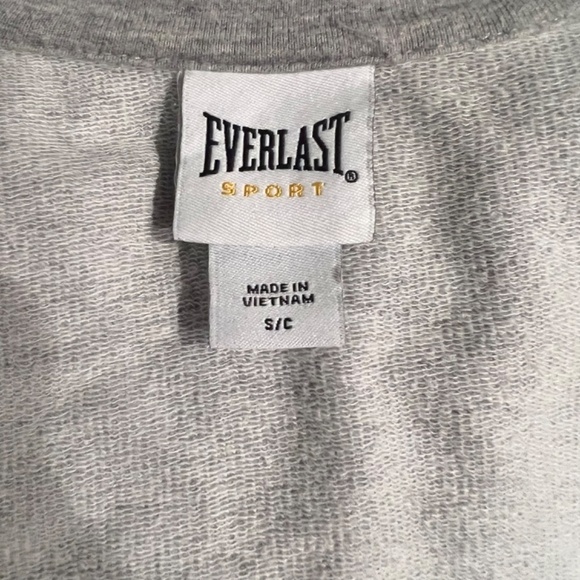 EVERLAST®
SPORT
MADE IN
VIETNAM
S/C